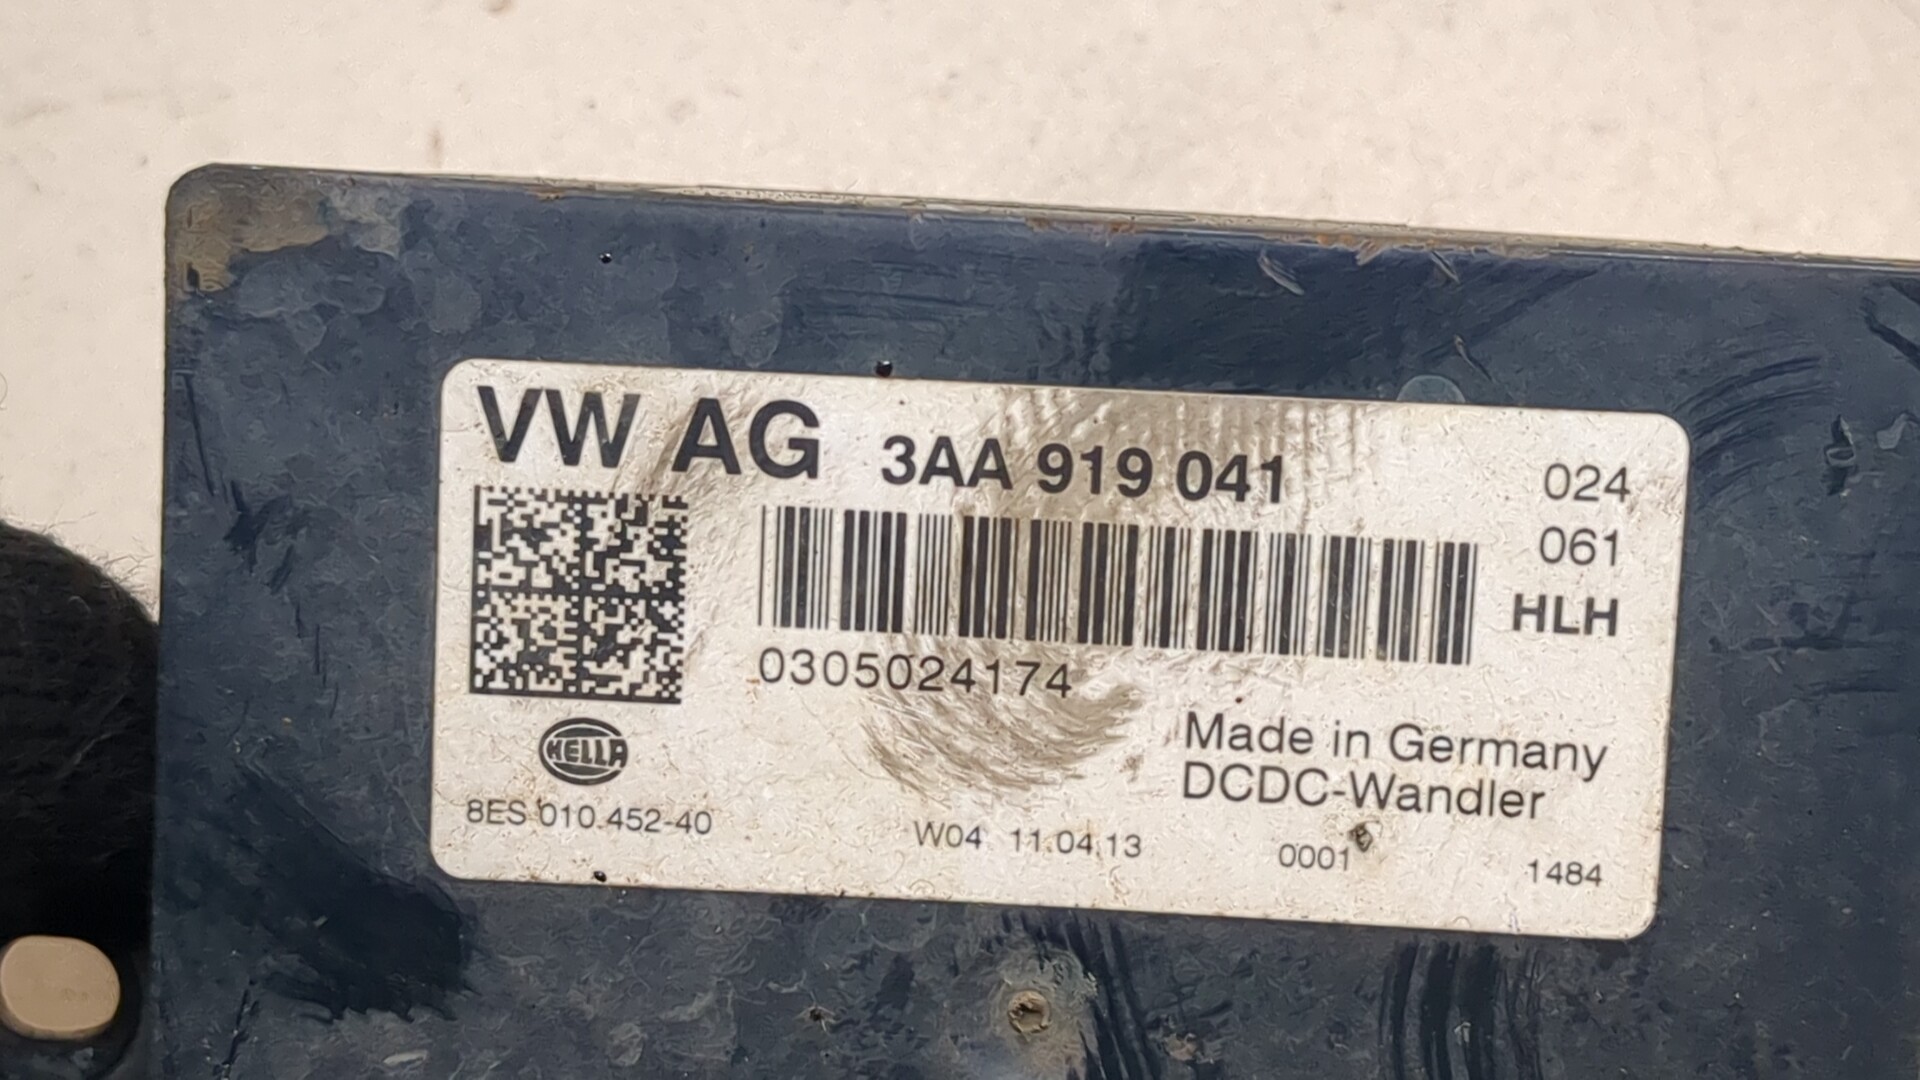 VW AG 3AA 919 041
024
061
HLH
0305024174
HELLA
Made in Germany
DCDC-Wandler
8ES 010.452-40
W04 11.04.13
0001
1484